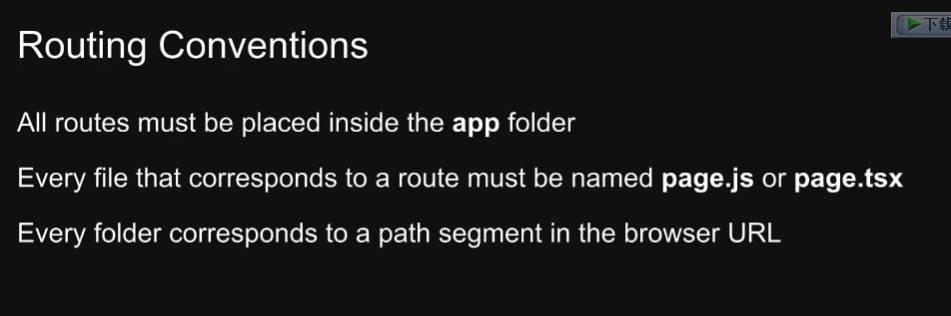 下载
Routing Conventions
All routes must be placed inside the app folder
Every file that corresponds to a route must be named page.js or page.tsx
Every folder corresponds to a path segment in the browser URL